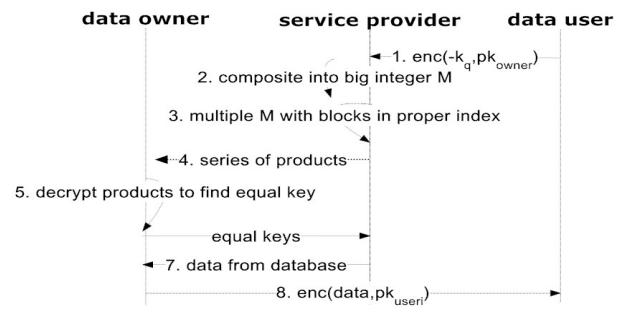 data owner service provider data user
1. enc(-kq,pkowner)
2. composite into big integer M
3. multiple M with blocks in proper index
4. series of products
5. decrypt products to find equal key
equal keys
7. data from database
8. enc(data,pkuseri)